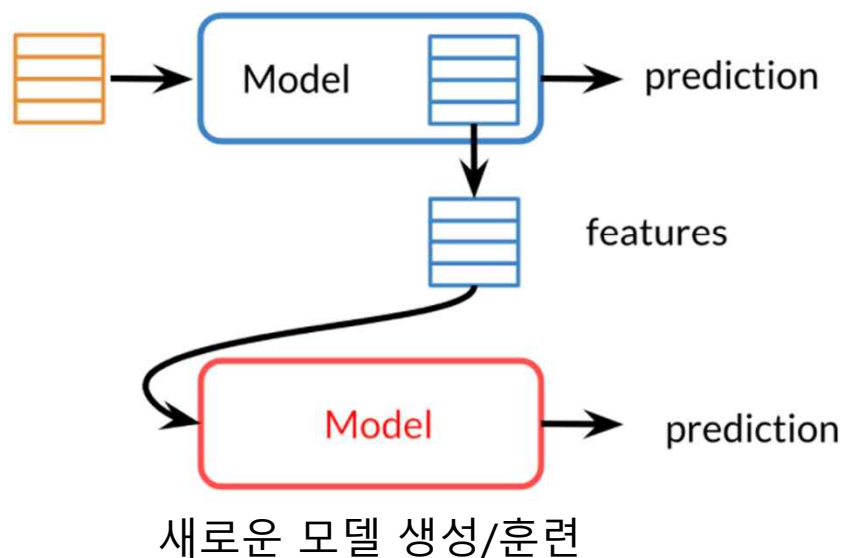 Model
prediction
features
Model
prediction
새로운 모델 생성/훈련